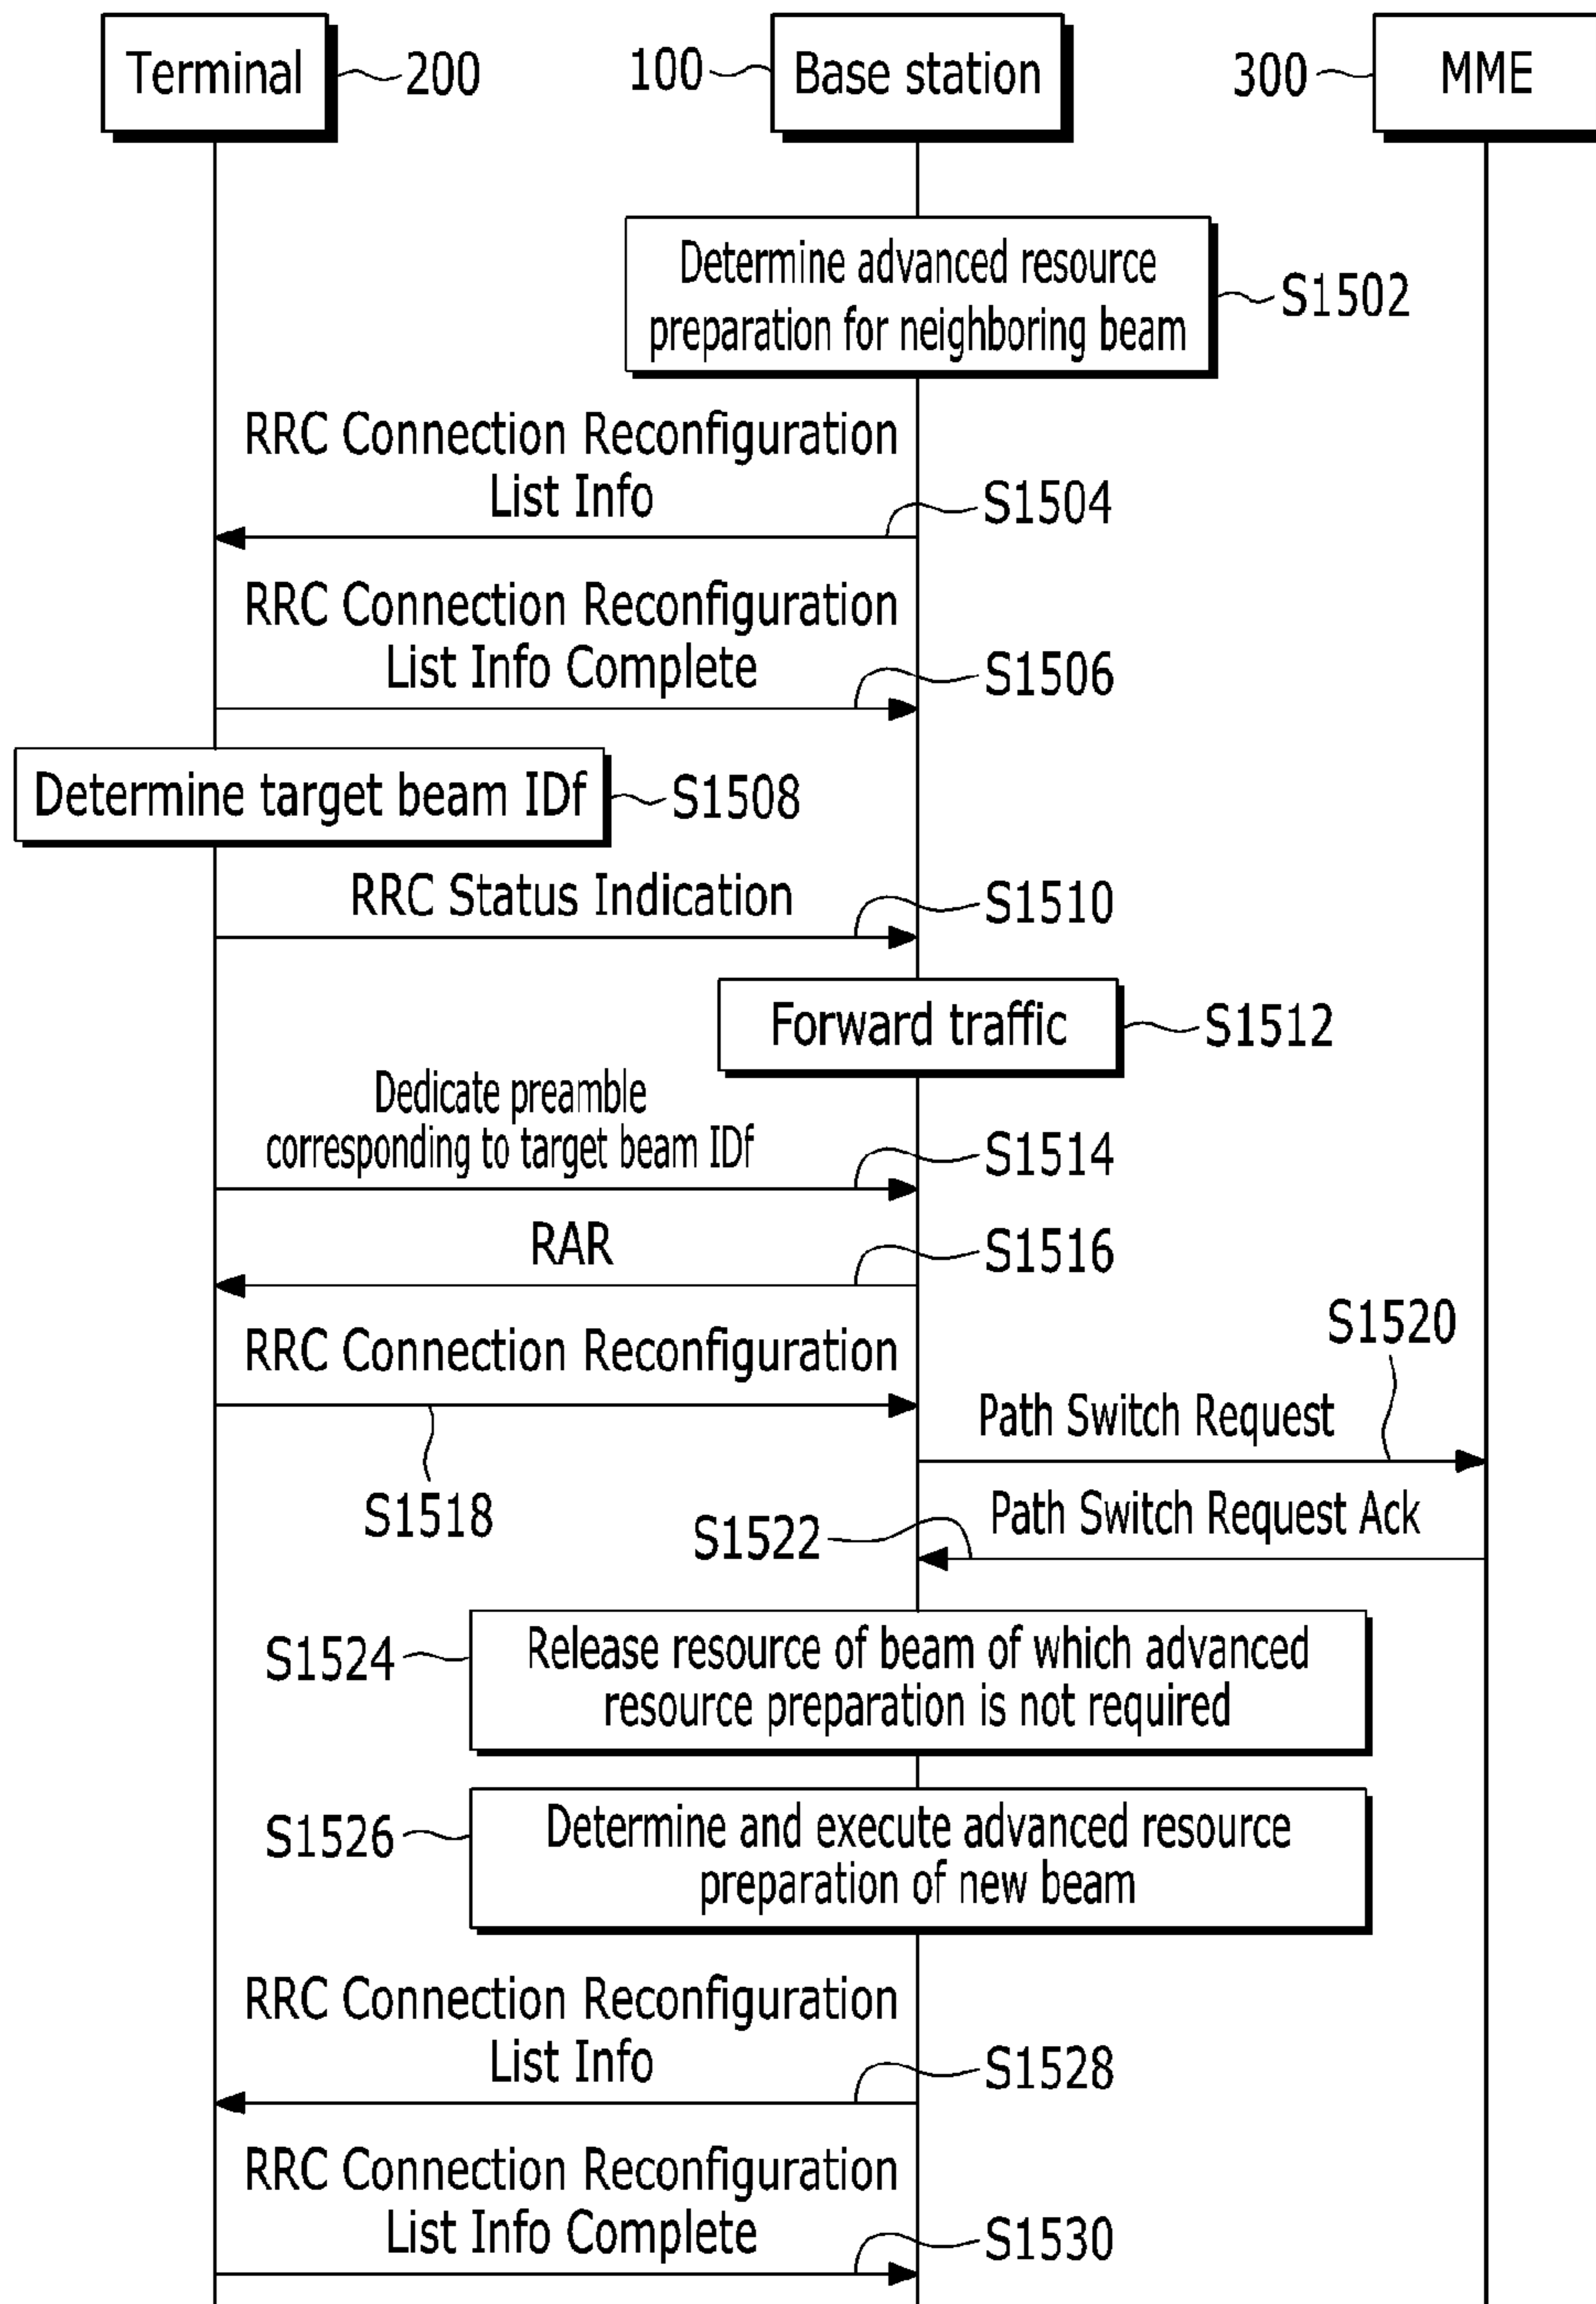 Terminal
200
100
Base station
300
MME
Determine advanced resource
preparation for neighboring beam
S1502
RRC Connection Reconfiguration
List Info
S1504
RRC Connection Reconfiguration
List Info Complete
S1506
Determine target beam IDf
S1508
RRC Status Indication
S1510
Forward traffic
S1512
Dedicate preamble
corresponding to target beam IDf
S1514
RAR
S1516
RRC Connection Reconfiguration
S1518
S1520
Path Switch Request
S1522
Path Switch Request Ack
S1524
Release resource of beam of which advanced
resource preparation is not required
S1526
Determine and execute advanced resource
preparation of new beam
RRC Connection Reconfiguration
List Info
S1528
RRC Connection Reconfiguration
List Info Complete
S1530